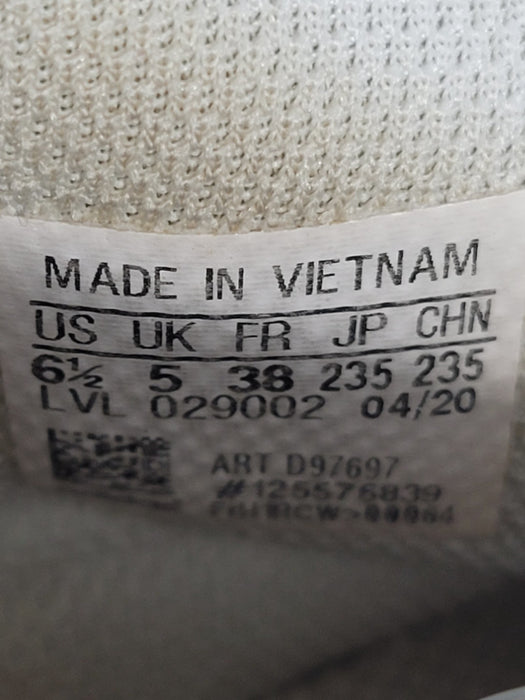 MADE IN VIETNAM
US UK FR JP CHN
6½ 5 38 235 235
LVL 029002 04/20
ART D97697
#125576839